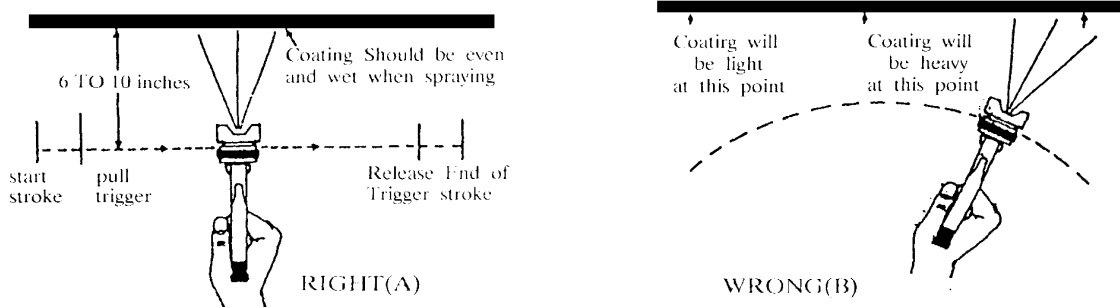 Coating Should be even
and wet when spraying
6 TO 10 inches
start
stroke
pull
trigger
Release End of
Trigger stroke
RIGHT(A)
Coatirg will
be light
at this point
Coatirg will
be heavy
at this point
WRONG(B)